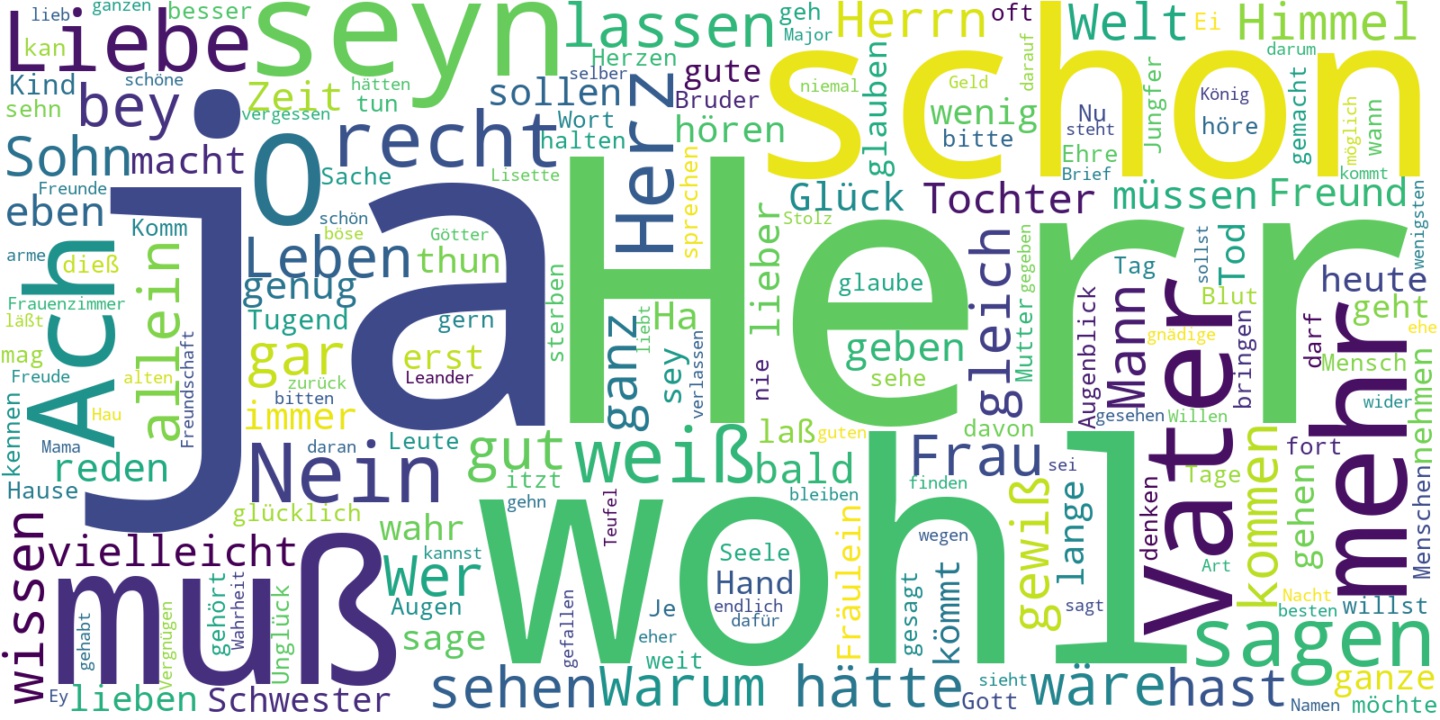 lieb
ganzen
besser
Liebe
seyn
lassen
geh
Major
Herrn
oft
Welt
Ei
Himmel
kan
Kind
schöne
sehn
bey
Zeit
vergessen
hätten
tun
Herzen
selber
sollen
Wort
halten
Herz
gute
Bruder
hören
niemal
schon
glauben
Geld
wenig
bitte
darauf
Nu
steht
Ehre
Brief
Jungfer
König
höre
darum
gemacht
möglich
wann
kommt
Sohn
macht
o
recht
Sache
Lisette
sprechen
Glück
Stolz
Tochter
müssen
Freund
Freunde
eben
Komm
schön
böse
Götter
arme
dieß
Ach
allein
ja
Herr
Leben
thun
genug
Tugend
gern
sterben
Ha
lieber
glaube
gleich
gegeben
Mutter
Tag
sollst
Tod
wenigsten
heute
Frauenzimmer
läßt
mag
Freude
alten
Hau
Freundschaft
gar
erst
Leander
zurück
bitten
immer
ganz
liebt
sey
verlassen
nie
geben
sehe
Augenblick
Mann
Blut
gnädige
Vater
bringen
darf
geht
ehe
Mensch
nehmen
kennen
Mama
reden
Hause
Nein
daran
Leute
gut
itzt
gehn
weiß
laß
guten
bald
bleiben
davon
Frau
sei
finden
gesehen
Willen
wider
mehr
fort
Tage
Menschen
wissen
vielleicht
glücklich
wahr
kannst
Wer
Teufel
wohl
Seele
Hand
endlich
dafür
Fräulein
wegen
gewiß
lange
denken
kommen
gehen
Art
Nacht
besten
willst
muß
gehabt
Vergnügen
gehört
Wahrheit
Unglück
Augen
sage
gefallen
Je
eher
weit
gesagt
kömmt
sagt
sagen
Ey
lieben
Schwester
sehen
Warum
hätte
Gott
sieht
wäre
hast
Namen
ganze
möchte